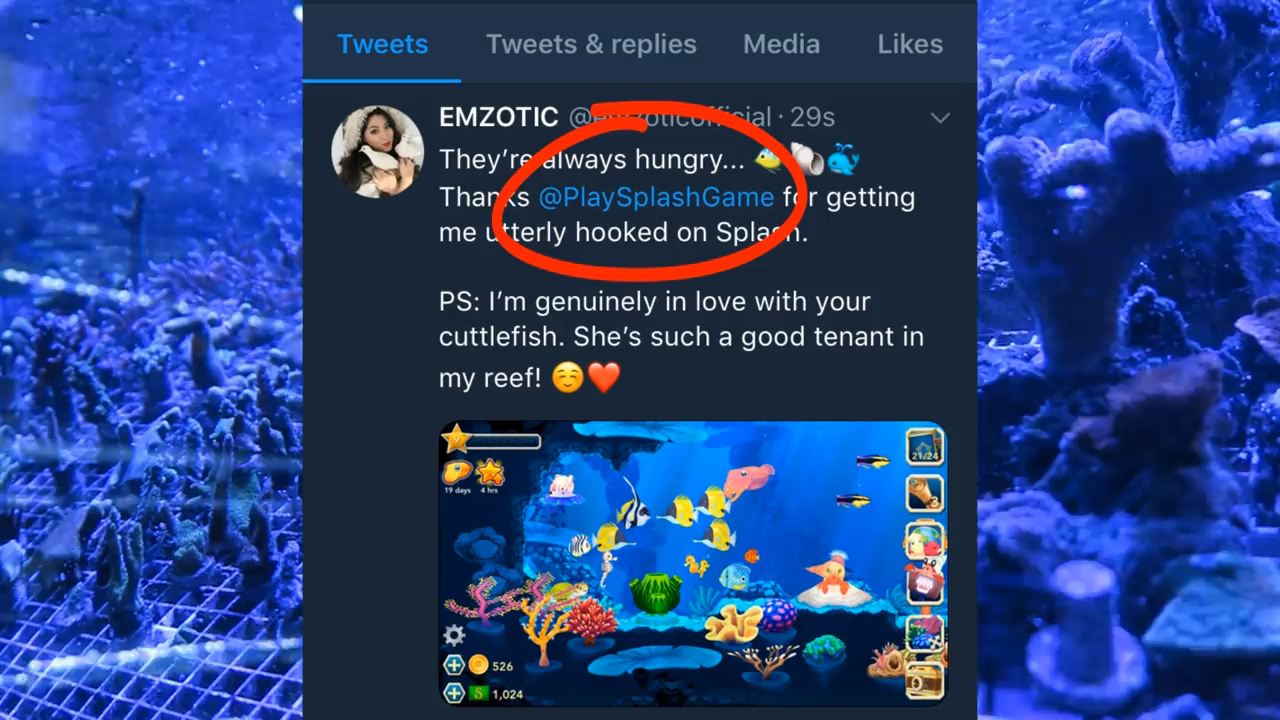 Tweets Tweets & replies Media Likes
EMZOTIC @emzoticofficial · 29s
They’re always hungry... 🐠🐚🐳
Thanks @PlaySplashGame for getting
me utterly hooked on Splash.
PS: I’m genuinely in love with your
cuttlefish. She’s such a good tenant in
my reef! ☺️❤️
9
21/24
19 days 4 hrs
3
526
1,024